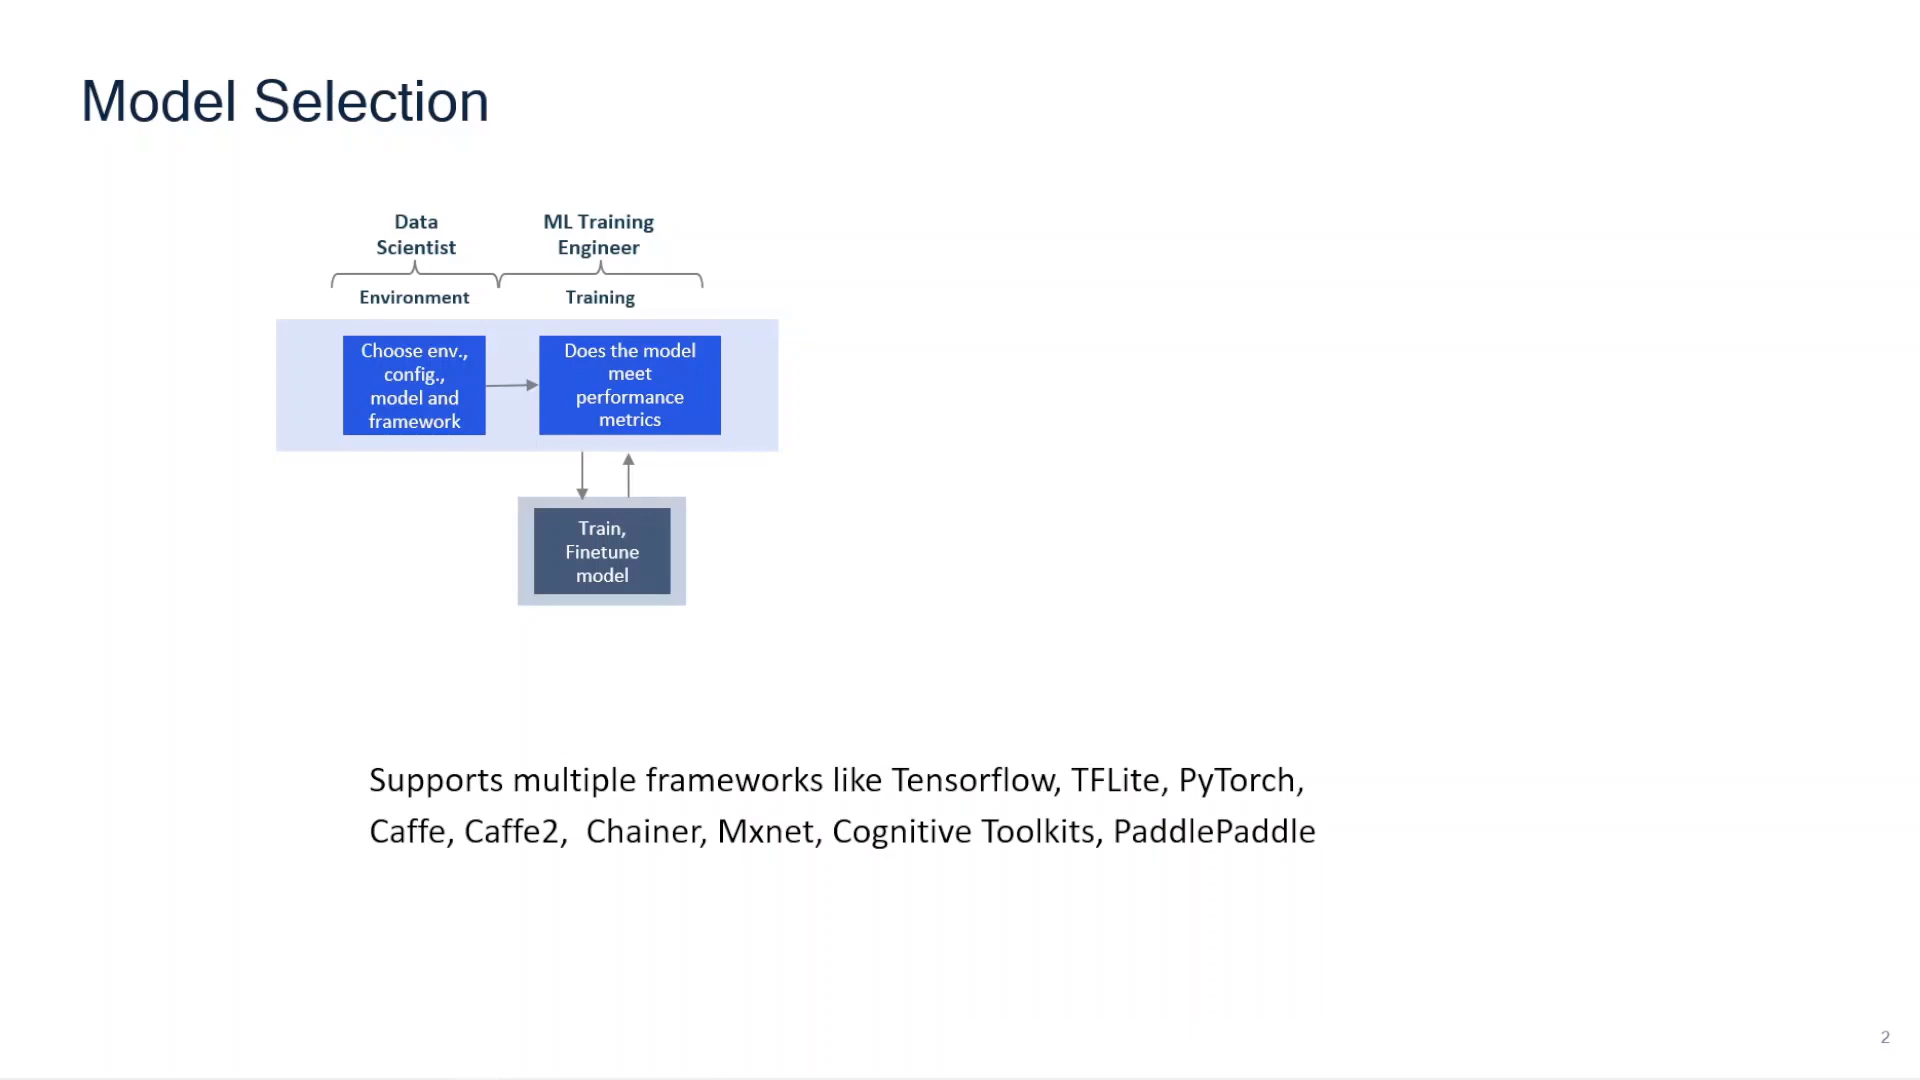 Model Selection
Data
Scientist
ML Training
Engineer
Environment
Training
Choose env.,
config.,
model and
framework
Does the model
meet
performance
metrics
Train,
Finetune
model
Supports multiple frameworks like Tensorflow, TFLite, PyTorch,
Caffe, Caffe2,  Chainer, Mxnet, Cognitive Toolkits, PaddlePaddle
2